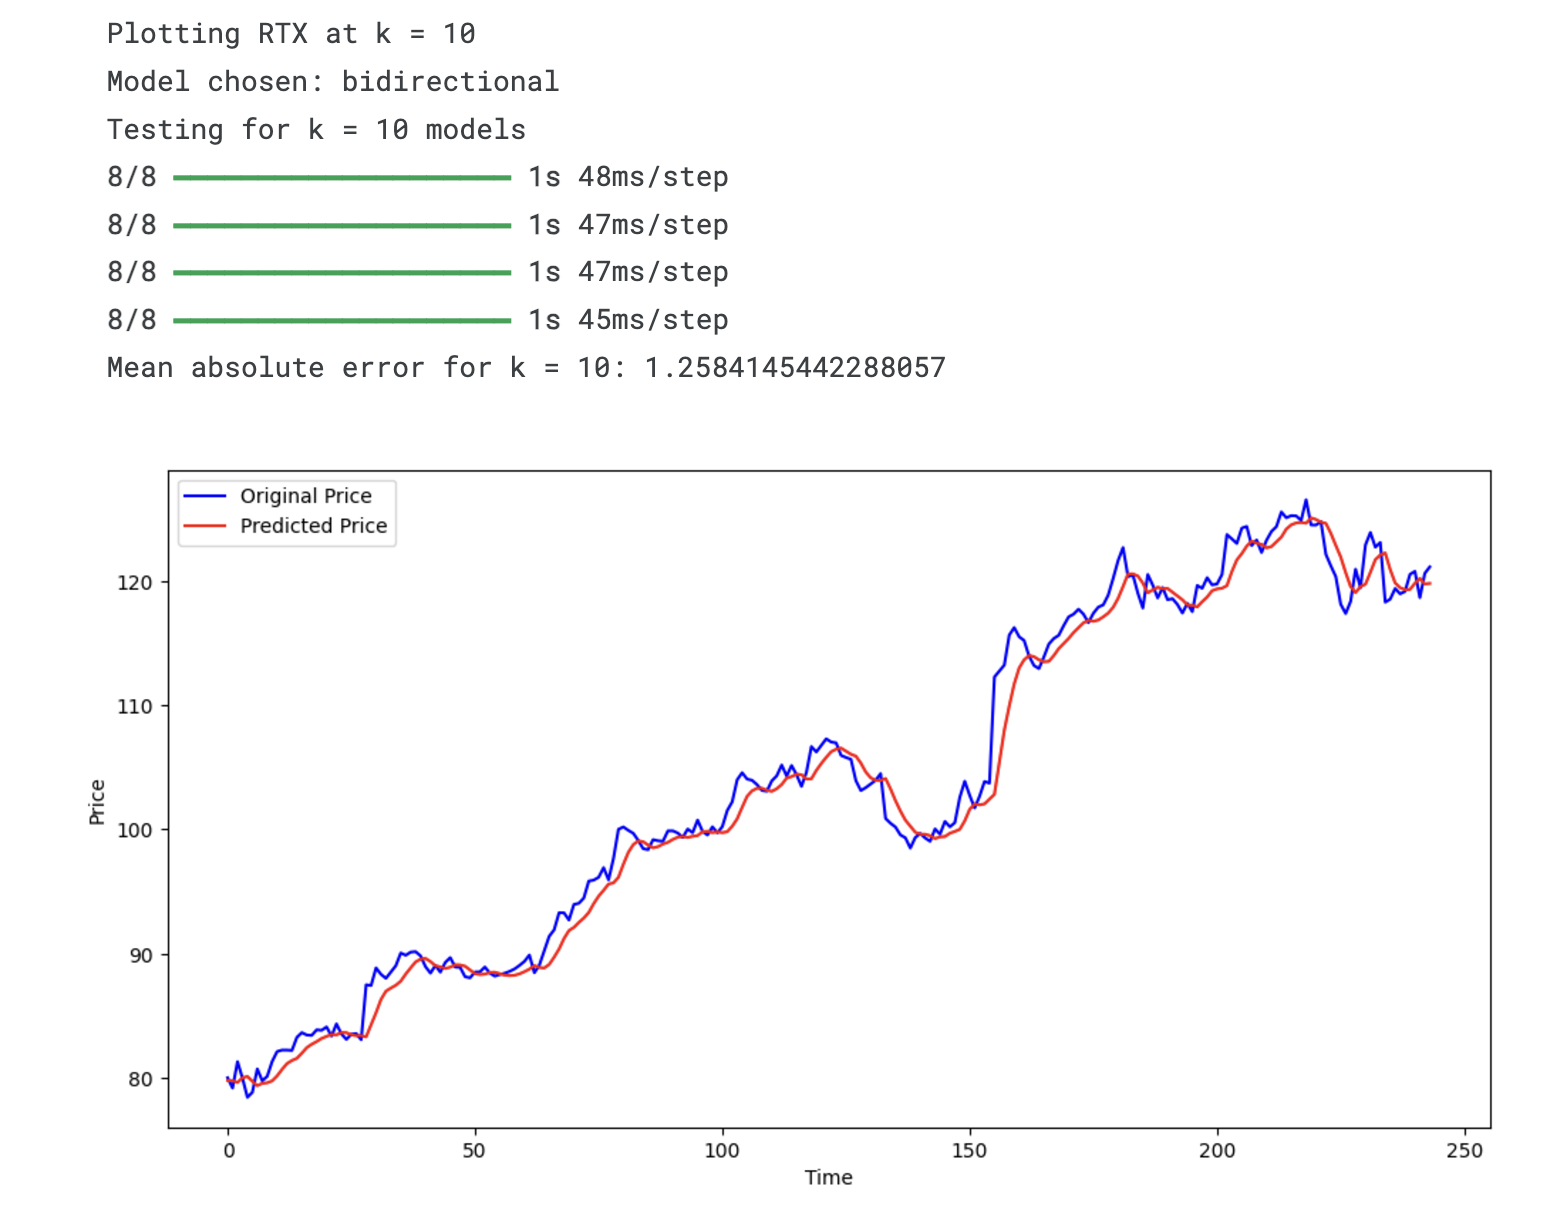 Plotting RTX at k = 10
Model chosen: bidirectional
Testing for k = 10 models
8/8 ━━━━━━━━━━━━━━━━━━━━ 1s 48ms/step
8/8 ━━━━━━━━━━━━━━━━━━━━ 1s 47ms/step
8/8 ━━━━━━━━━━━━━━━━━━━━ 1s 47ms/step
8/8 ━━━━━━━━━━━━━━━━━━━━ 1s 45ms/step
Mean absolute error for k = 10: 1.2584145442288057
Original Price
Predicted Price
120
110
100
90
80
Price
0 50 100 150 200 250
Time